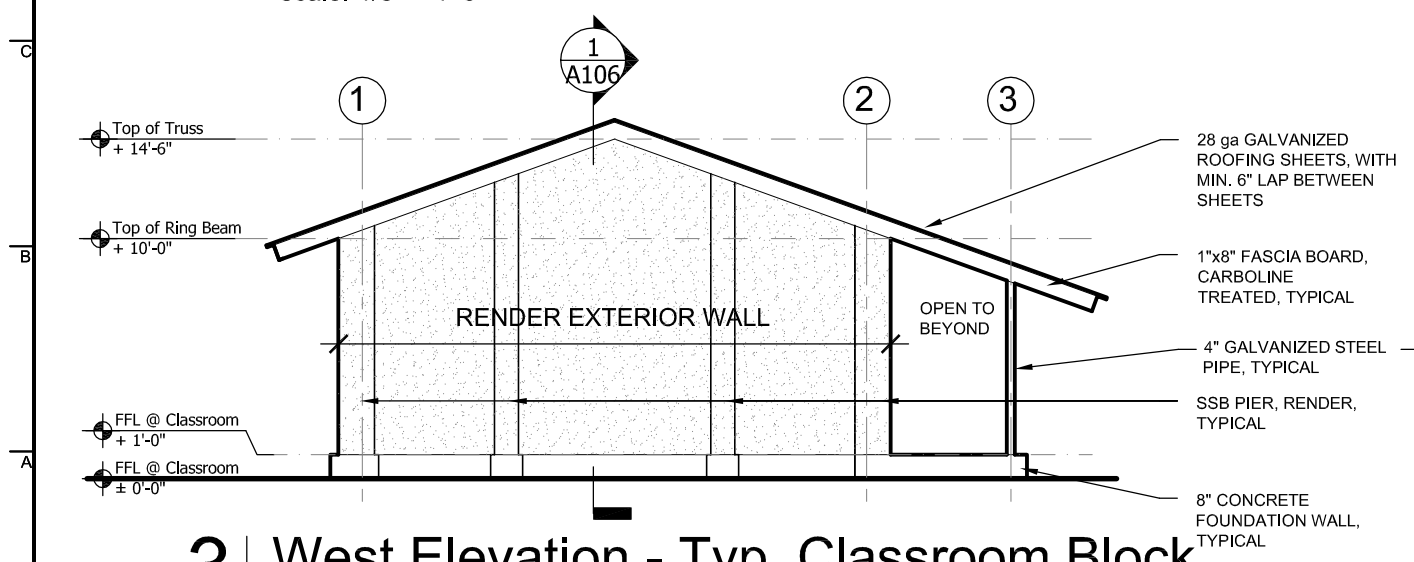 C
1
A106
1
2
3
Top of Truss
+ 14'-6"
28 ga GALVANIZED
ROOFING SHEETS, WITH
MIN. 6" LAP BETWEEN
SHEETS
Top of Ring Beam
+ 10'-0"
B
1"x8" FASCIA BOARD,
CARBOLINE
TREATED, TYPICAL
RENDER EXTERIOR WALL
OPEN TO
BEYOND
4" GALVANIZED STEEL
PIPE, TYPICAL
SSB PIER, RENDER,
TYPICAL
FFL @ Classroom
+ 1'-0"
A
FFL @ Classroom
± 0'-0"
8" CONCRETE
FOUNDATION WALL,
TYPICAL
West Elevation - Typ. Classroom Block